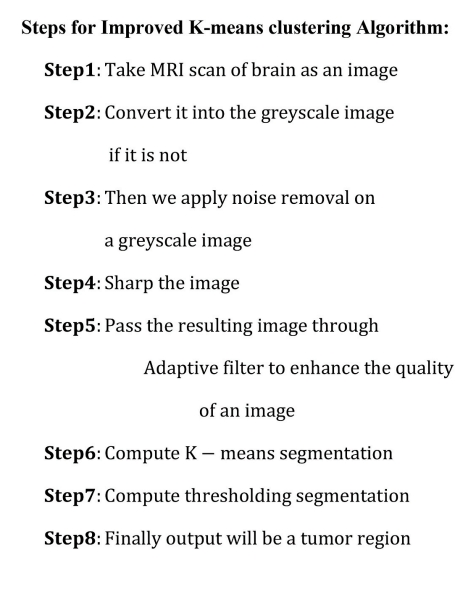 Steps for Improved K-means clustering Algorithm:
Step1: Take MRI scan of brain as an image
Step2: Convert it into the greyscale image
if it is not
Step3: Then we apply noise removal on
a greyscale image
Step4: Sharp the image
Step5: Pass the resulting image through
Adaptive filter to enhance the quality
of an image
Step6: Compute K − means segmentation
Step7: Compute thresholding segmentation
Step8: Finally output will be a tumor region